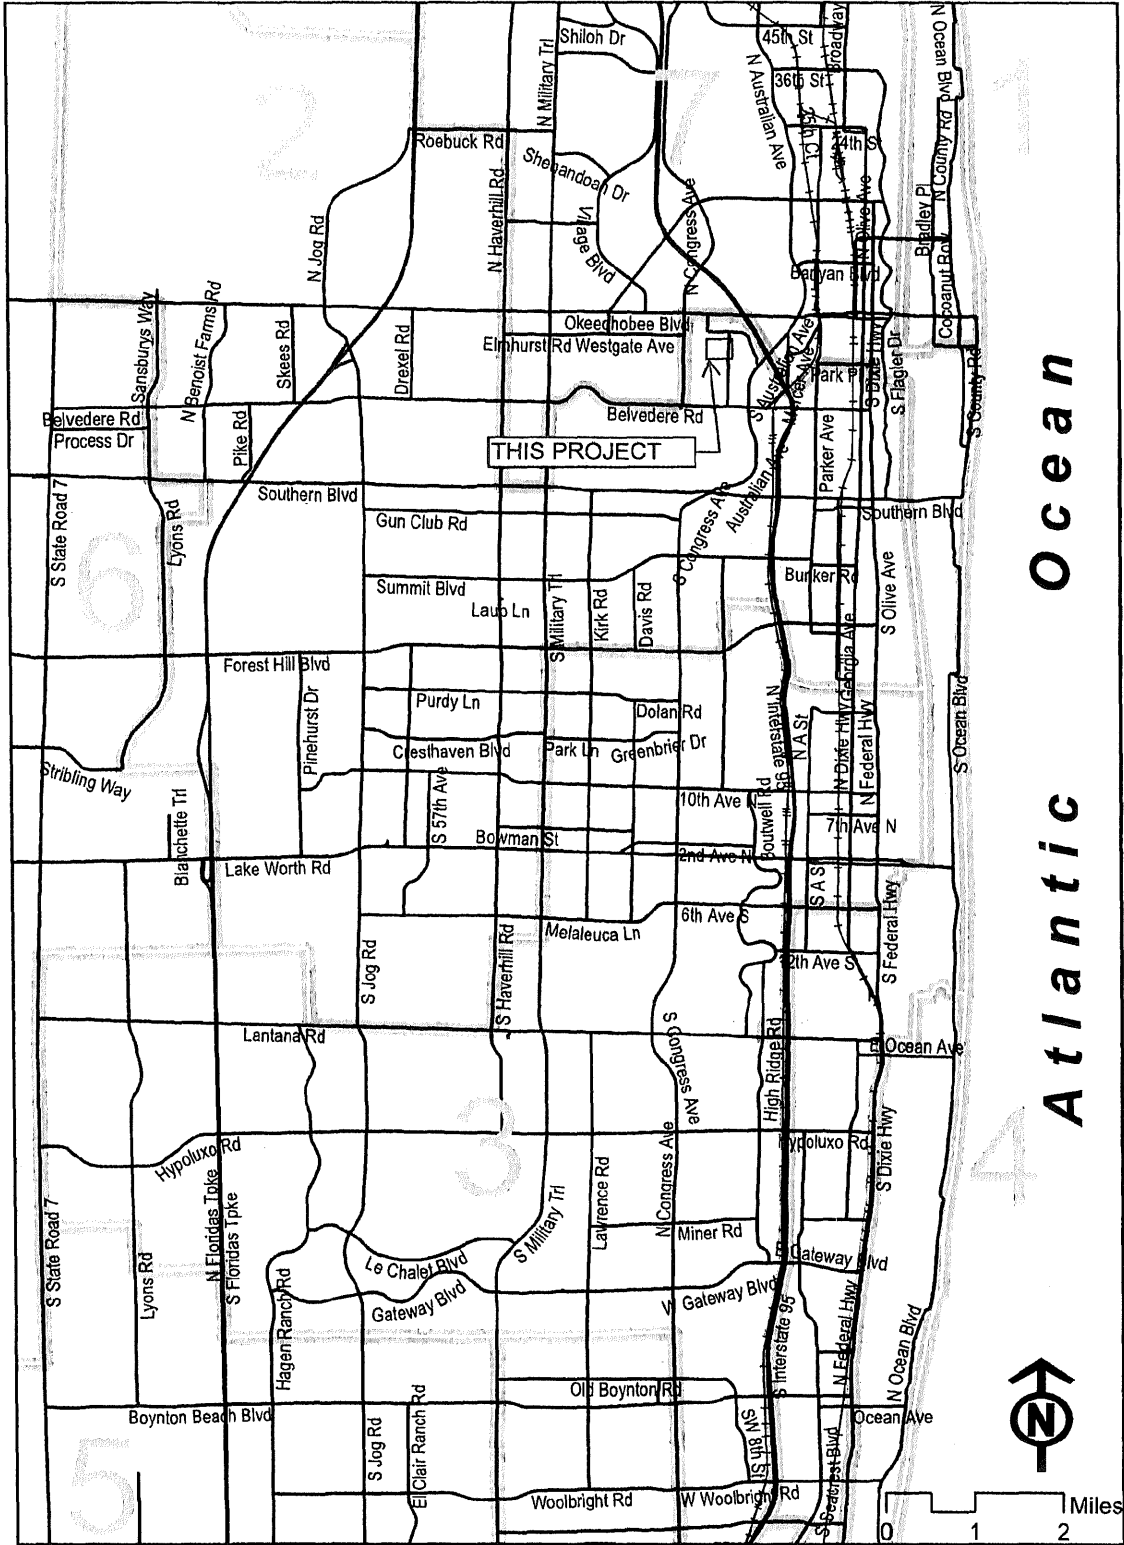 Shiloh Dr
45th St
Broadway
N Ocean Blvd
N Military Trl
N Australian Ave
36th St
7
1
2
25th Ct
N County Rd
Roebuck Rd
4th S
Shenandoah Dr
N Haverhill Rd
N Congress Ave
N Olive Ave
Bradley Pl
N Jog Rd
Village Blvd
Banyan Blvd
Cocoanut Row
Sansburys Way
N Benoist Farms Rd
Okeechobee Blvd
Skees Rd
Drexel Rd
Elmhurst Rd Westgate Ave
S Australian Ave
Mercer Ave
Park Pl
S Dixie Hwy
S Flagler Dr
S County Rd
Belvedere Rd
Belvedere Rd
Process Dr
Pike Rd
THIS PROJECT
Parker Ave
Australian Ave
Southern Blvd
Southern Blvd
S State Road 7
Lyons Rd
Gun Club Rd
S Congress Ave
6
Summit Blvd
Bunker Rd
Laub Ln
S Military Trl
Kirk Rd
Davis Rd
S Olive Ave
Georgia Ave
Forest Hill Blvd
Pinehurst Dr
Purdy Ln
Dolan Rd
N Interstate 95
N A St
N Dixie Hwy
N Federal Hwy
S Ocean Blvd
Cresthaven Blvd
Park Ln
Greenbrier Dr
Stribling Way
Blanchette Trl
S 57th Ave
10th Ave N
Boutwell Rd
7th Ave N
Bowman St
Lake Worth Rd
2nd Ave N
S A St
6th Ave S
Melaleuca Ln
S Federal Hwy
S Jog Rd
S Haverhill Rd
12th Ave S
Lantana Rd
S Congress Ave
High Ridge Rd
E Ocean Ave
Atlantic Ocean
3
4
Hypoluxo Rd
Hypoluxo Rd
S Dixie Hwy
N Floridas Tpke
S Floridas Tpke
S State Road 7
Lyons Rd
Lawrence Rd
N Congress Ave
S Military Trl
Miner Rd
Le Chalet Blvd
E Gateway Blvd
Gateway Blvd
W Gateway Blvd
Hagen Ranch Rd
S Interstate 95
N Federal Hwy
N Ocean Blvd
Old Boynton Rd
Boynton Beach Blvd
Ocean Ave
5
S Jog Rd
El Clair Ranch Rd
SW 8th St
S Seacrest Blvd
Woolbright Rd
W Woolbright Rd
N
Miles
0 1 2